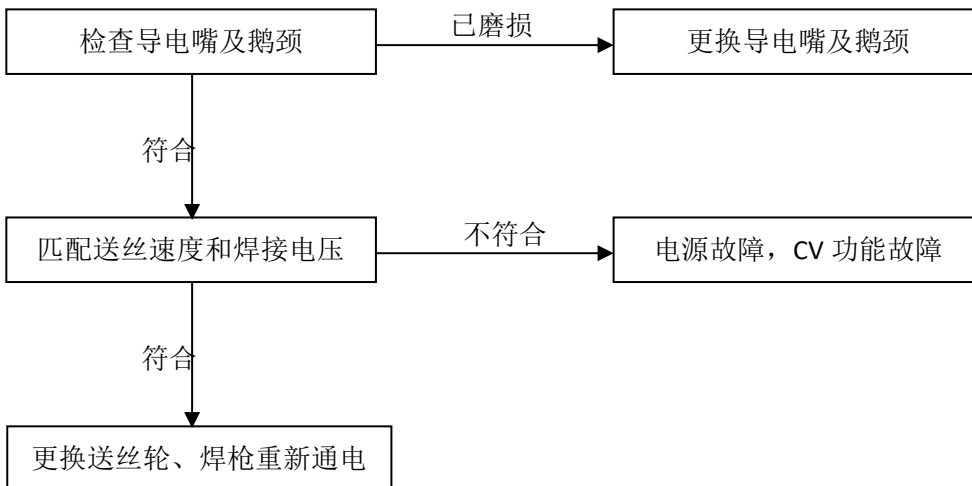 检查导电嘴及鹅颈
已磨损
更换导电嘴及鹅颈
符合
匹配送丝速度和焊接电压
不符合
电源故障，CV 功能故障
符合
更换送丝轮、焊枪重新通电